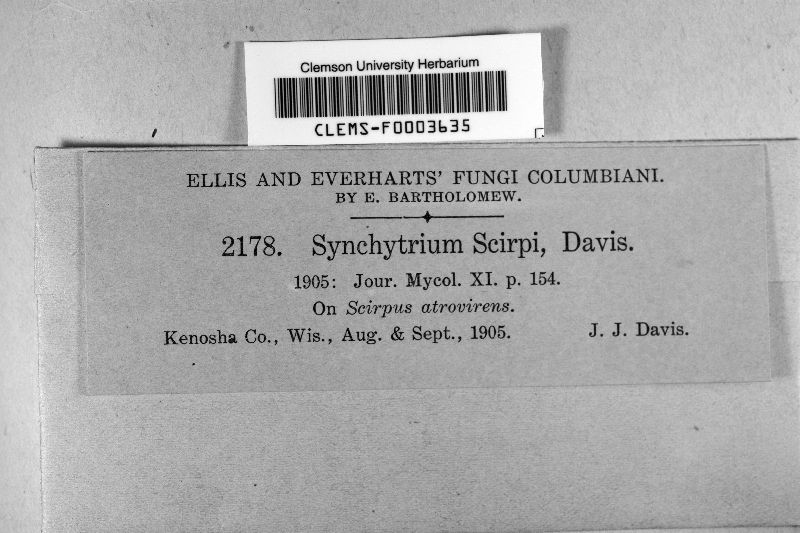 Clemson University Herbarium
CLEMS-F0003635
ELLIS AND EVERHARTS' FUNGI COLUMBIANI.
BY E. BARTHOLOMEW.
2178. Synchytrium Scirpi, Davis.
1905: Jour. Mycol. XI. p. 154.
On Scirpus atrovirens.
Kenosha Co., Wis., Aug. & Sept., 1905. J. J. Davis.